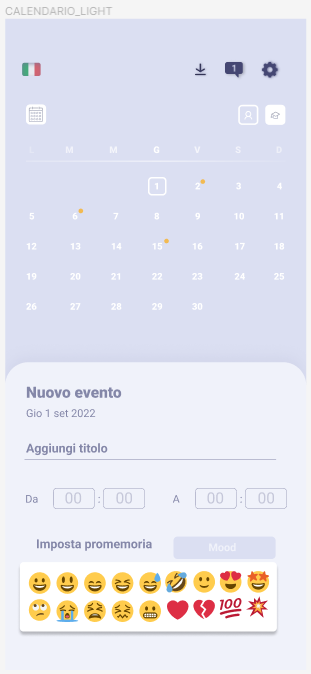 CALENDARIO_LIGHT
1
L M M G V S D
1 2 3 4
5 6 7 8 9 10 11
12 13 14 15 16 17 18
19 20 21 22 23 24 25
26 27 28 29 30
Nuovo evento
Gio 1 set 2022
Aggiungi titolo
Da 00 : 00 A 00 : 00
Imposta promemoria Mood
100